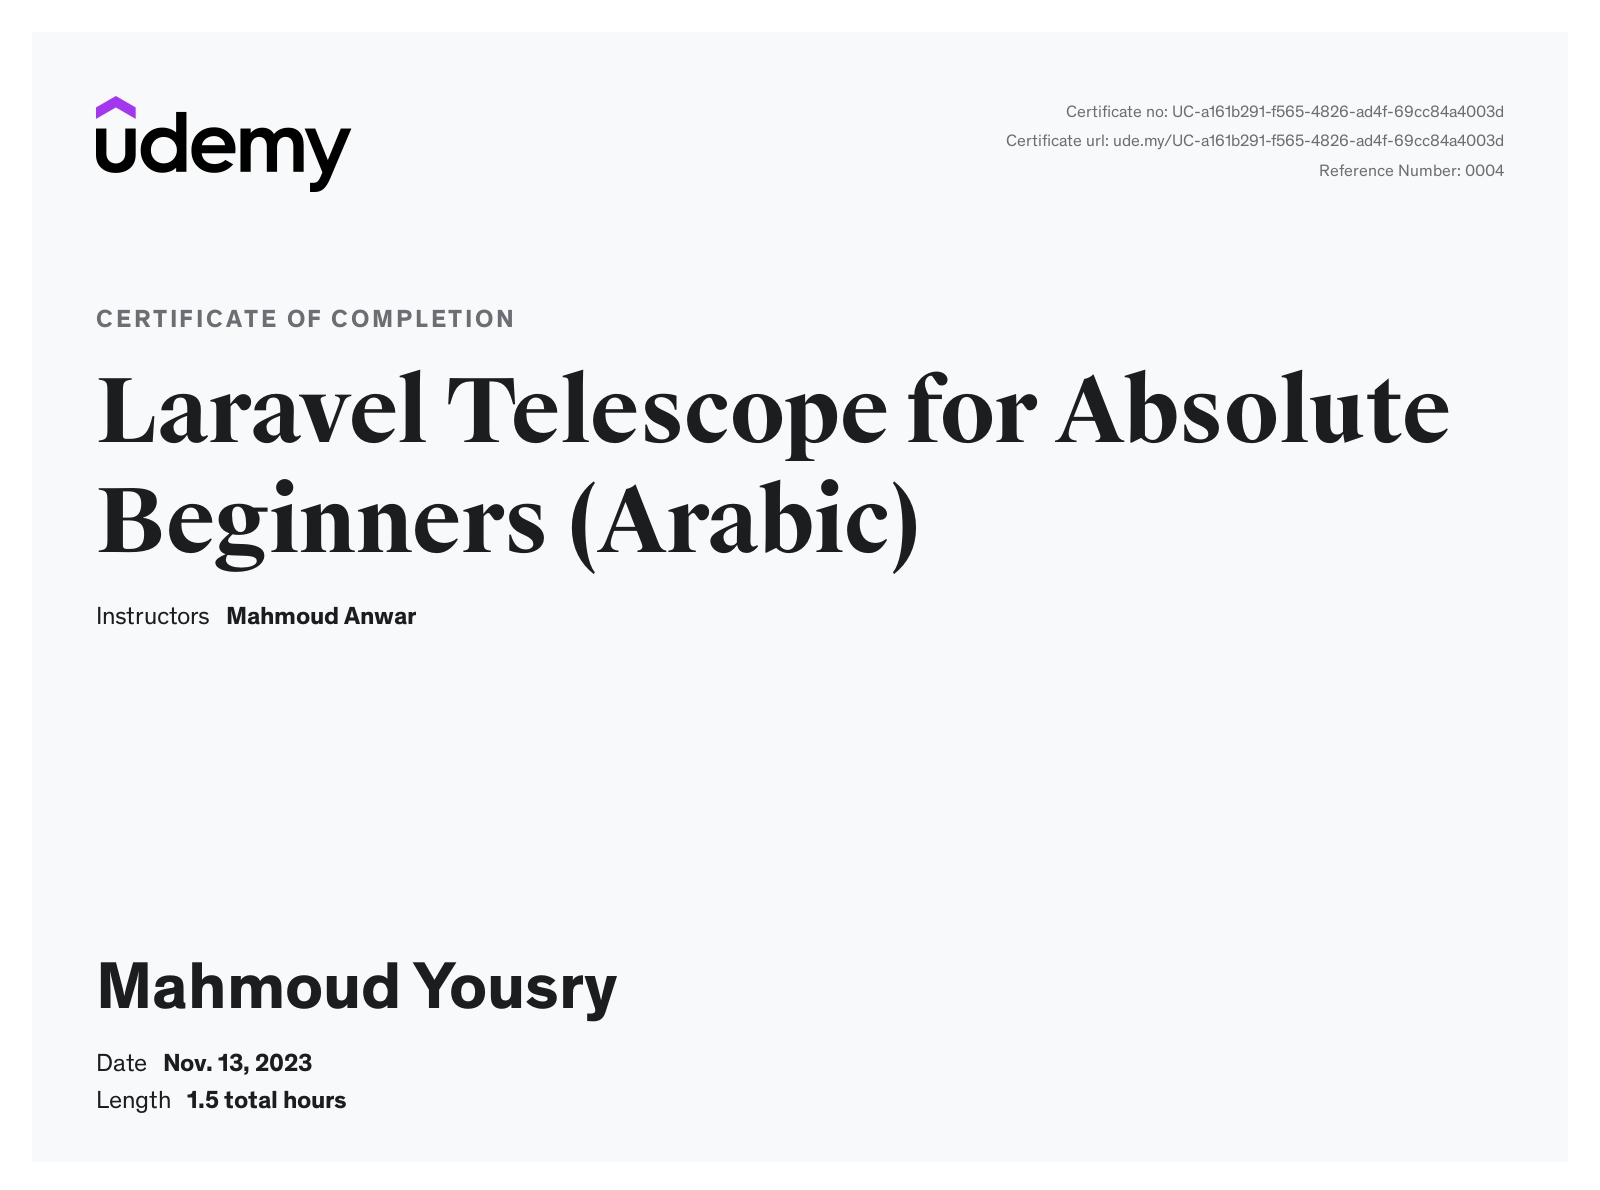 udemy
Certificate no: UC-a161b291-f565-4826-ad4f-69cc84a4003d
Certificate url: ude.my/UC-a161b291-f565-4826-ad4f-69cc84a4003d
Reference Number: 0004
CERTIFICATE OF COMPLETION
Laravel Telescope for Absolute
Beginners (Arabic)
Instructors Mahmoud Anwar
Mahmoud Yousry
Date Nov. 13, 2023
Length 1.5 total hours